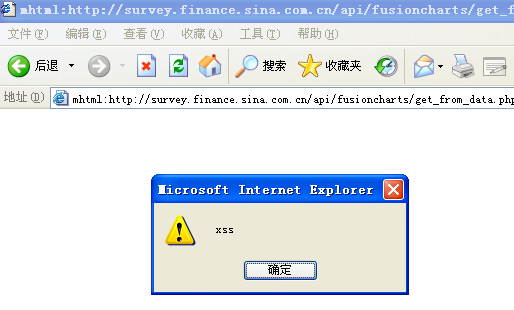 mhtml:http://survey.finance.sina.com.cn/api/fusioncharts/get_f
文件(F) 编辑(E) 查看(V) 收藏(A) 工具(T) 帮助(H)
后退 搜索 收藏夹
地址(D) mhtml:http://survey.finance.sina.com.cn/api/fusioncharts/get_from_data.php
Microsoft Internet Explorer
xss
确定